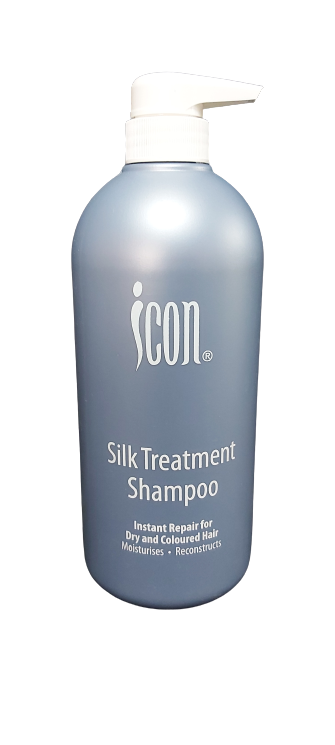 icon®
Silk Treatment
Shampoo
Instant Repair for
Dry and Coloured Hair
Moisturises • Reconstructs